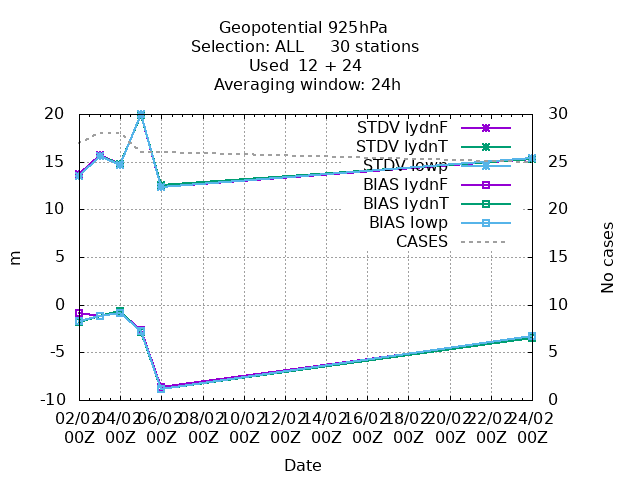 Geopotential 925hPa
Selection: ALL 30 stations
Used 12 + 24
Averaging window: 24h
20 30
STDV lydnF
STDV lydnT
15 25
STDV lowp
BIAS lydnF
BIAS lydnT
10 20
BIAS lowp
CASES
5 15
m
No cases
0 10
-5 5
-10 0
02/02 04/02 06/02 08/02 10/02 12/02 14/02 16/02 18/02 20/02 22/02 24/02
00Z 00Z 00Z 00Z 00Z 00Z 00Z 00Z 00Z 00Z 00Z 00Z
Date